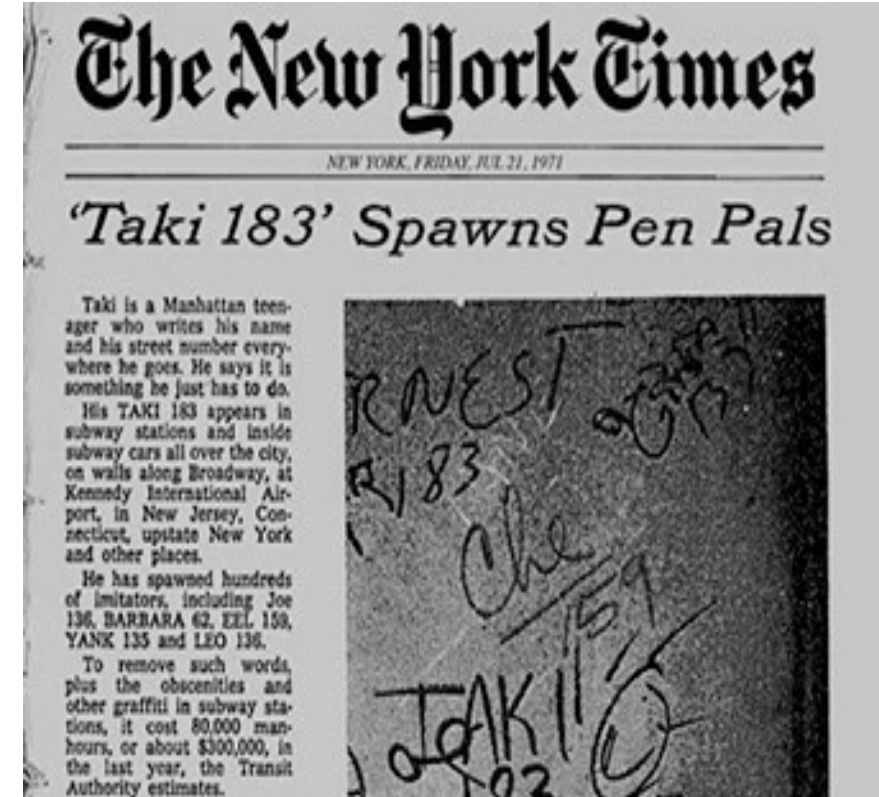 The New York Times
NEW YORK, FRIDAY, JUL 21, 1971
'Taki 183' Spawns Pen Pals
Taki is a Manhattan teen-
ager who writes his name
and his street number every-
where he goes. He says it is
something he just has to do.
His TAKI 183 appears in
subway stations and inside
subway cars all over the city,
on walls along Broadway, at
Kennedy International Air-
port, in New Jersey, Con-
necticut, upstate New York
and other places.
He has spawned hundreds
of imitators, including Joe
136, BARBARA 62, EEL 159,
YANK 135 and LEO 136.
To remove such words,
plus the obscenities and
other graffiti in subway sta-
tions, it cost 80,000 man-
hours, or about $300,000, in
the last year, the Transit
Authority estimates.
RNEST
183
Che
159
TAKI
183